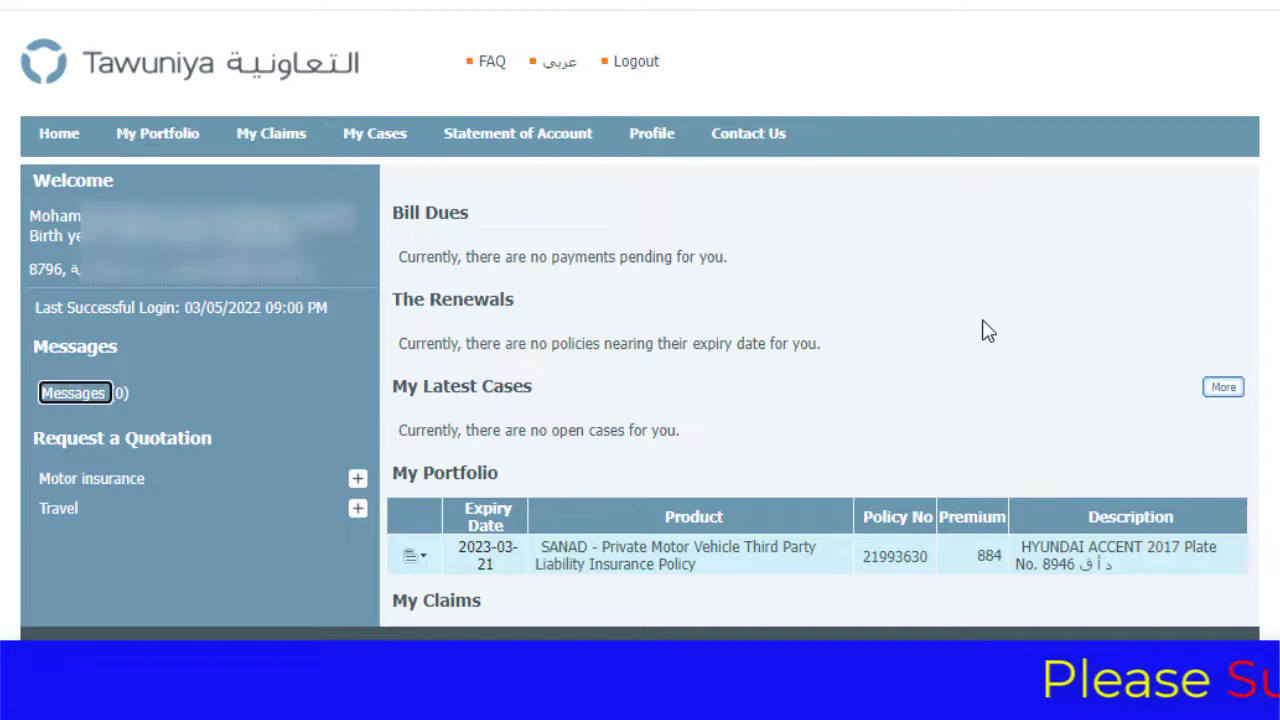 Tawuniya التعاونية
FAQ عربي Logout
Home My Portfolio My Claims My Cases Statement of Account Profile Contact Us
Welcome
Moham
Birth ye
8796,
Last Successful Login: 03/05/2022 09:00 PM
Messages
Messages (0)
Request a Quotation
Motor insurance
Travel
Bill Dues
Currently, there are no payments pending for you.
The Renewals
Currently, there are no policies nearing their expiry date for you.
My Latest Cases
More
Currently, there are no open cases for you.
My Portfolio
Expiry Date Product Policy No Premium Description
2023-03-21 SANAD - Private Motor Vehicle Third Party Liability Insurance Policy 21993630 884 HYUNDAI ACCENT 2017 Plate No. 8946 د أ ق
My Claims
Please Su